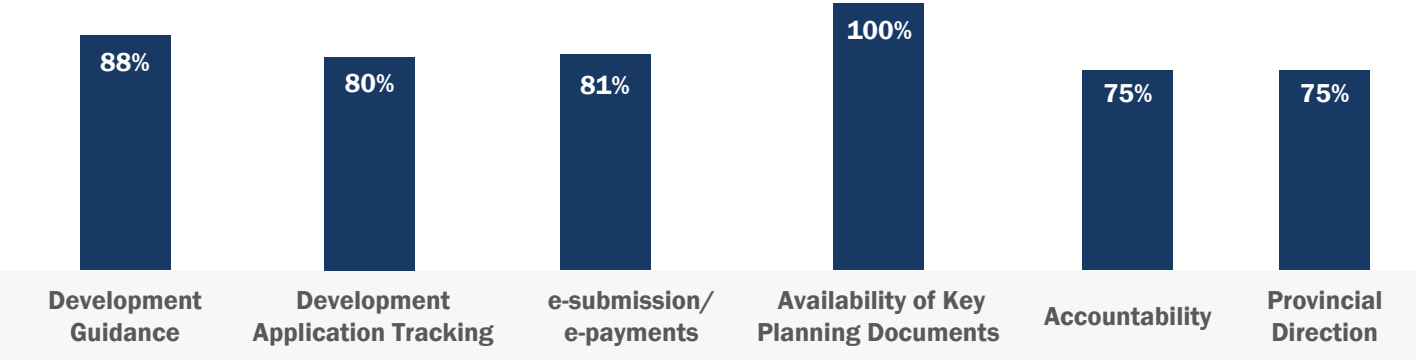 88%
80%
81%
100%
75%
75%
Development
Guidance
Development
Application Tracking
e-submission/
e-payments
Availability of Key
Planning Documents
Accountability
Provincial
Direction